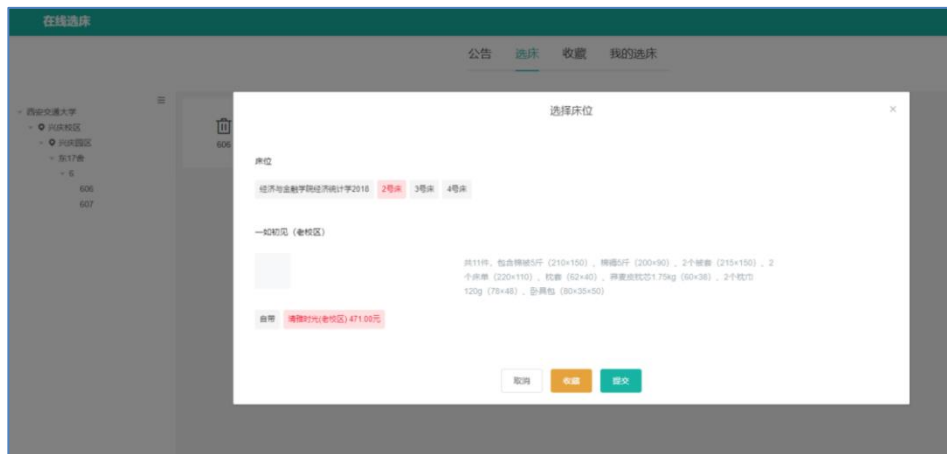 在线选床
公告 选床 收藏 我的选床
西安交通大学
兴庆校区
兴庆园区
东17舍
6
606
607
606
选择床位
床位
经济与金融学院经济统计学2018 2号床 3号床 4号床
一如初见（老校区）
共11件，包含棉被5斤（210×150）、棉褥5斤（200×90）、2个被套（215×150）、2
个床单（220×110）、枕套（62×40）、荞麦皮枕芯1.75kg（60×38）、2个枕巾
120g（78×48）、卧具包（80×35×50）
自带 清雅时光(老校区) 471.00元
取消 收藏 提交